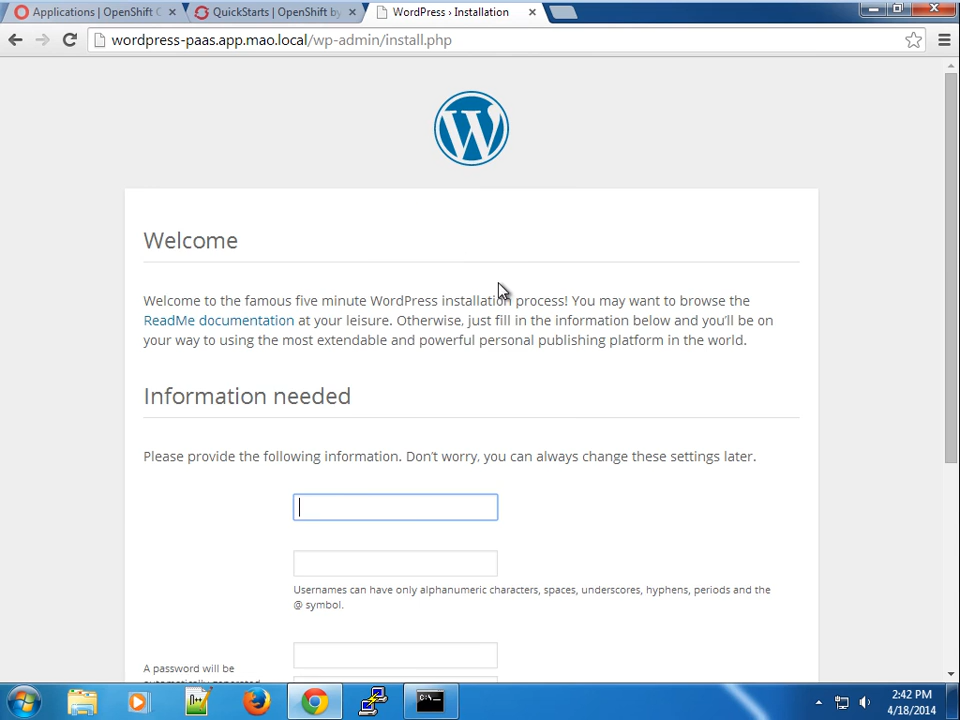 Applications | OpenShift C
QuickStarts | OpenShift by
WordPress › Installation
wordpress-paas.app.mao.local/wp-admin/install.php
Welcome
Welcome to the famous five minute WordPress installation process! You may want to browse the
ReadMe documentation at your leisure. Otherwise, just fill in the information below and you'll be on
your way to using the most extendable and powerful personal publishing platform in the world.
Information needed
Please provide the following information. Don't worry, you can always change these settings later.
Usernames can have only alphanumeric characters, spaces, underscores, hyphens, periods and the
@ symbol.
A password will be
automatically generated
2:42 PM
4/18/2014